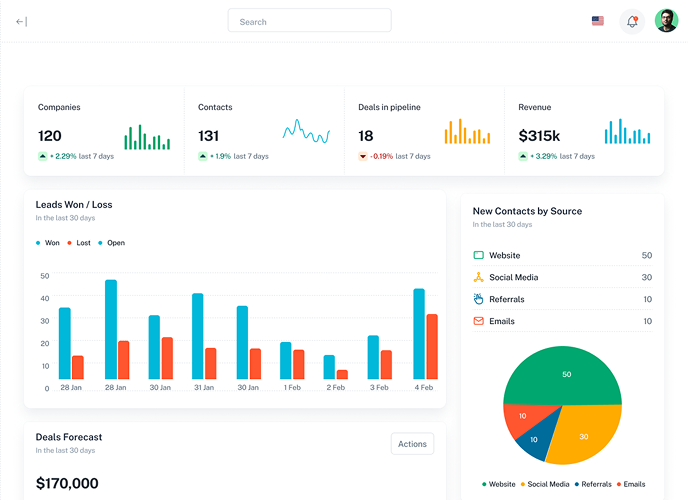 Search
Companies
120
+ 2.29% last 7 days
Contacts
131
+ 1.9% last 7 days
Deals in pipeline
18
-0.19% last 7 days
Revenue
$315k
+ 3.29% last 7 days
Leads Won / Loss
In the last 30 days
Won Lost Open
50
40
30
20
10
0
28 Jan 28 Jan 30 Jan 31 Jan 30 Jan 1 Feb 2 Feb 3 Feb 4 Feb
New Contacts by Source
In the last 30 days
Website 50
Social Media 30
Referrals 10
Emails 10
50
10
10
30
Website Social Media Referrals Emails
Deals Forecast
In the last 30 days
Actions
$170,000